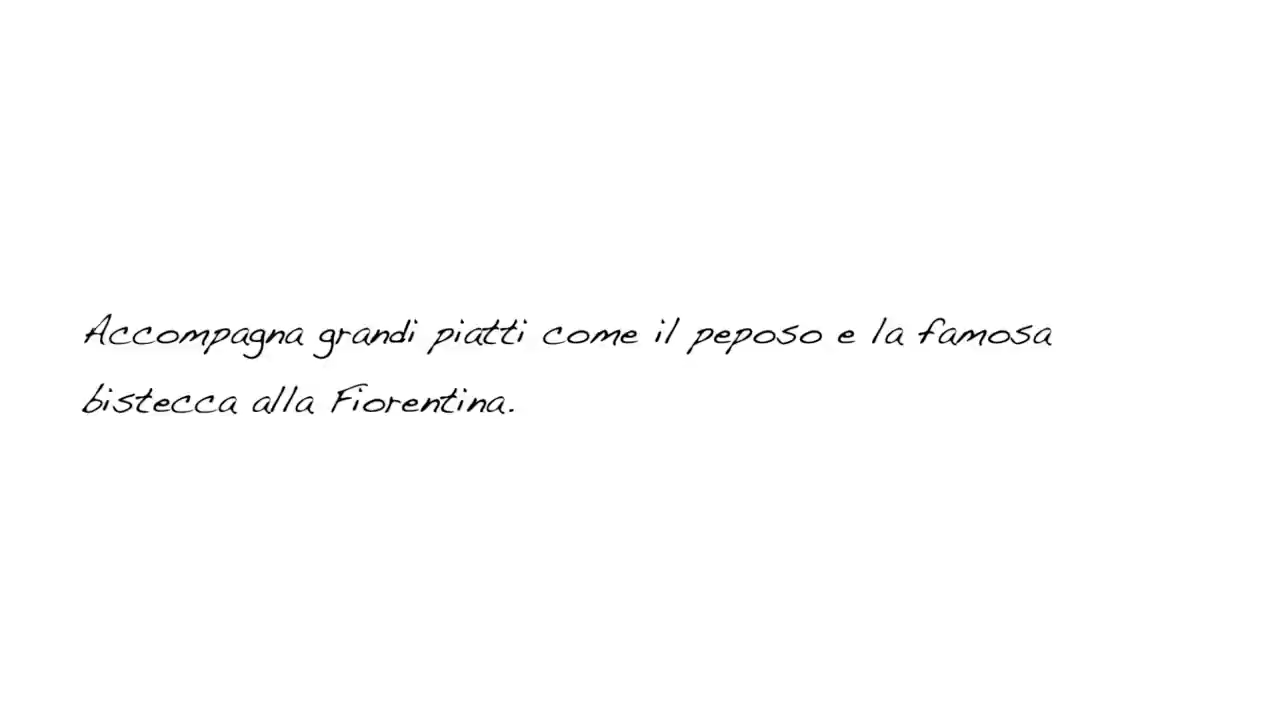 Accompagna grandi piatti come il peposo e la famosa
bistecca alla Fiorentina.